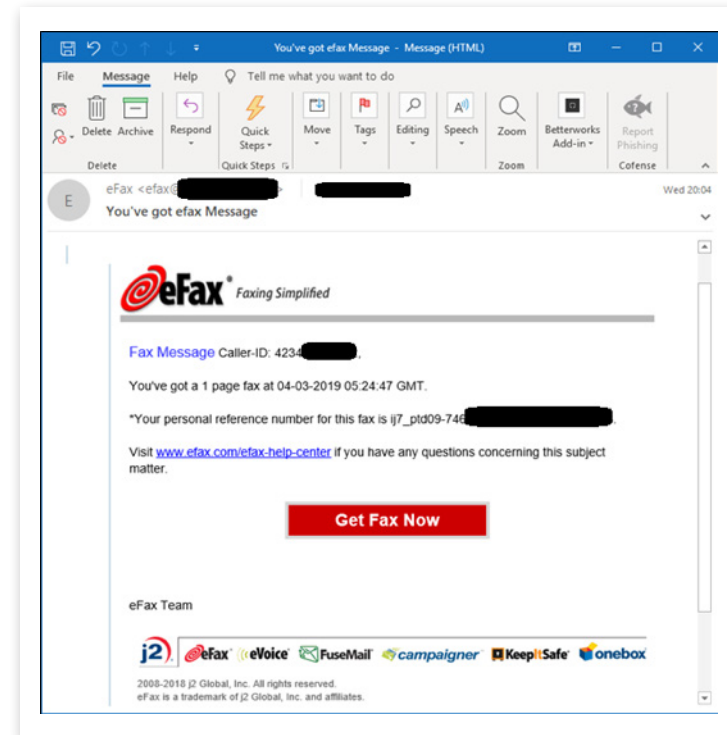 You've got efax Message - Message (HTML)
File Message Help Tell me what you want to do
Delete Archive Respond Quick Steps Move Tags Editing Speech Zoom Betterworks Add-in Report Phishing
Delete Quick Steps Zoom Cofense
E
eFax <efax@ > Wed 20:04
You've got efax Message
eFax® Faxing Simplified
Fax Message Caller-ID: 4234 ,
You've got a 1 page fax at 04-03-2019 05:24:47 GMT.
*Your personal reference number for this fax is ij7_ptd09-746 .
Visit www.efax.com/efax-help-center if you have any questions concerning this subject
matter.
Get Fax Now
eFax Team
j2 eFax eVoice FuseMail campaigner KeepItSafe onebox
2008-2018 j2 Global, Inc. All rights reserved.
eFax is a trademark of j2 Global, Inc. and affiliates.